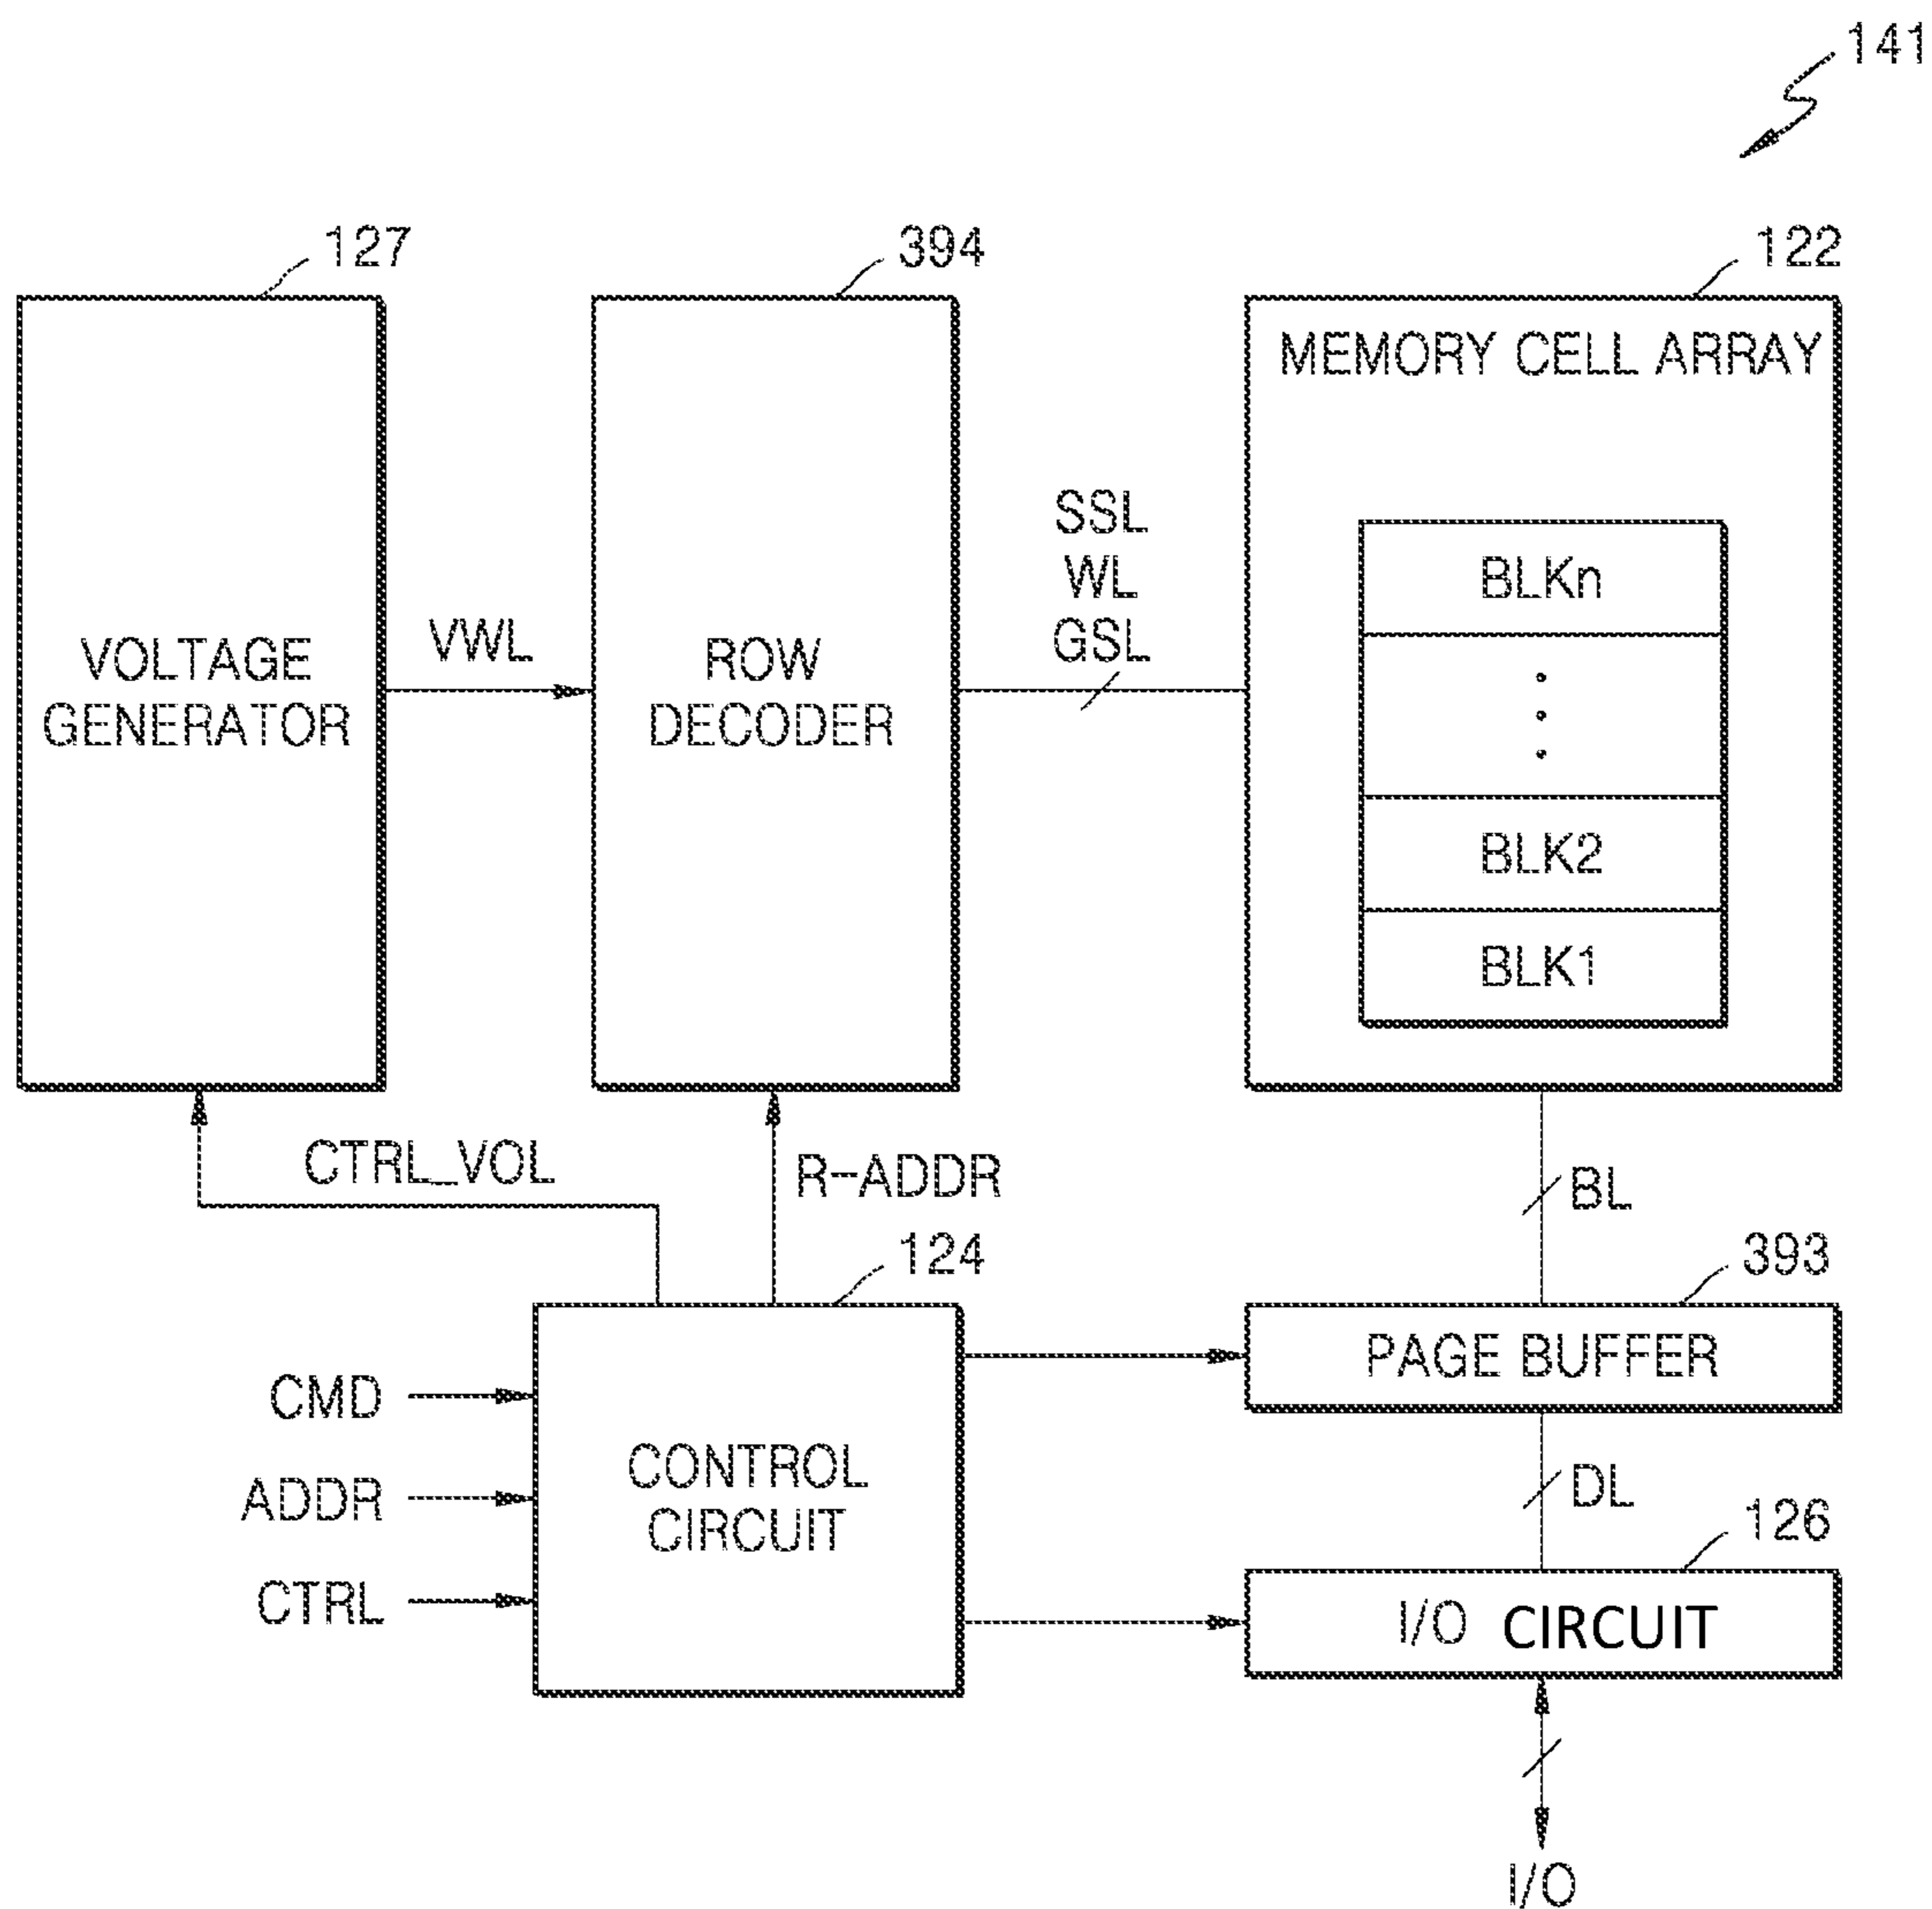 141
127
394
122
MEMORY CELL ARRAY
SSL
WL
GSL
BLKn
VWL
VOLTAGE
GENERATOR
ROW
DECODER
BLK2
BLK1
CTRL_VOL
R-ADDR
BL
124
393
PAGE BUFFER
CMD
ADDR
CTRL
CONTROL
CIRCUIT
DL
126
I/O CIRCUIT
I/O